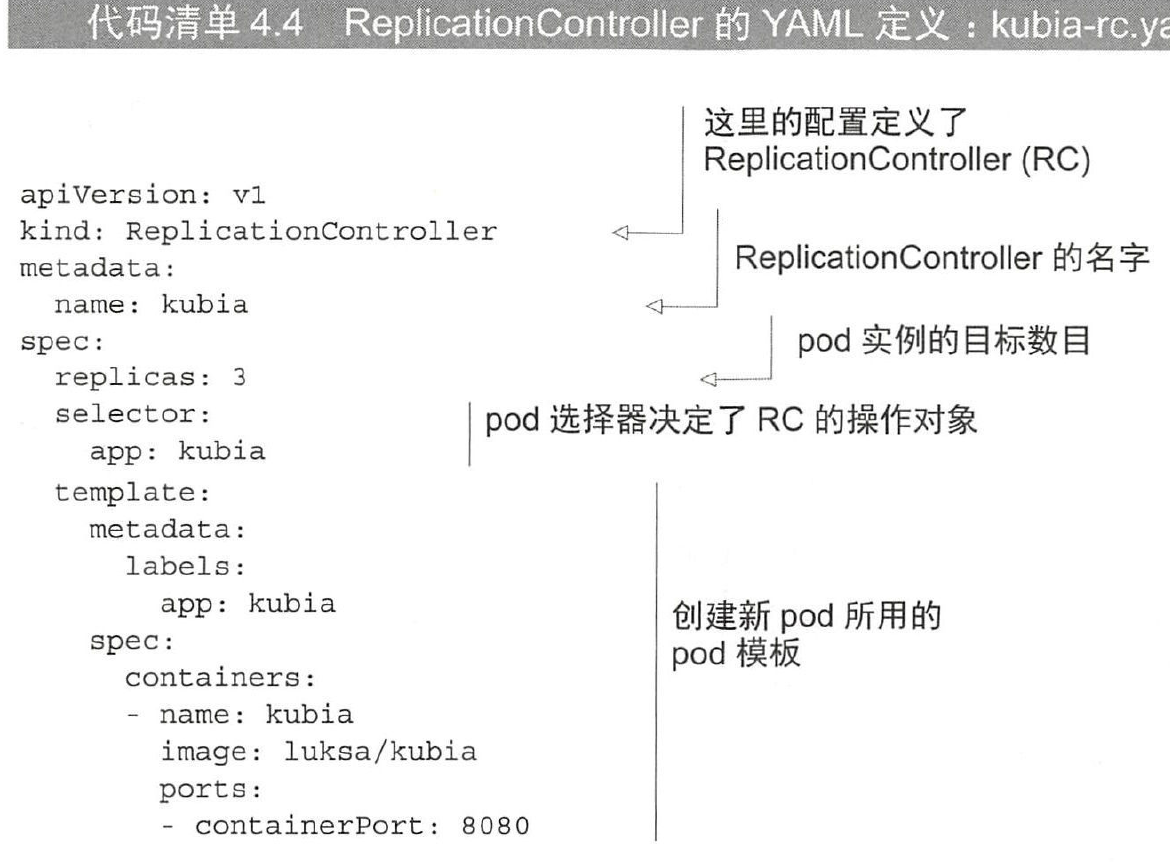 代码清单 4.4 ReplicationController 的 YAML 定义：kubia-rc.ya
这里的配置定义了
ReplicationController (RC)
apiVersion: v1
kind: ReplicationController
ReplicationController 的名字
metadata:
  name: kubia
pod 实例的目标数目
spec:
  replicas: 3
  selector:
pod 选择器决定了 RC 的操作对象
    app: kubia
  template:
    metadata:
      labels:
        app: kubia
创建新 pod 所用的
pod 模板
    spec:
      containers:
      - name: kubia
        image: luksa/kubia
        ports:
        - containerPort: 8080